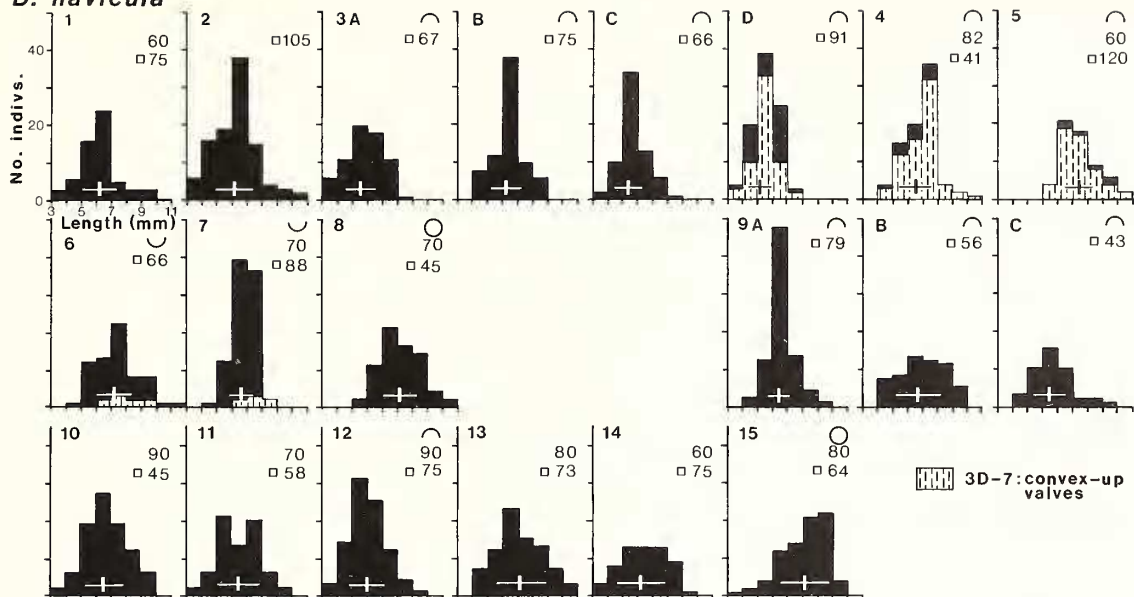 D. navicula
1 2 3A B C D 4 5
60 □105 □67 □75 □66 □91 82 60
□75 □41 □120
No. indivs.
40
20
0
3 5 7 9 11
Length (mm)
6 7 8 9A B C
□66 70 70 □79 □56 □43
□88 □45
10 11 12 13 14 15
90 70 90 80 60 80
□45 □58 □75 □73 □75 □64
3D-7: convex-up
valves